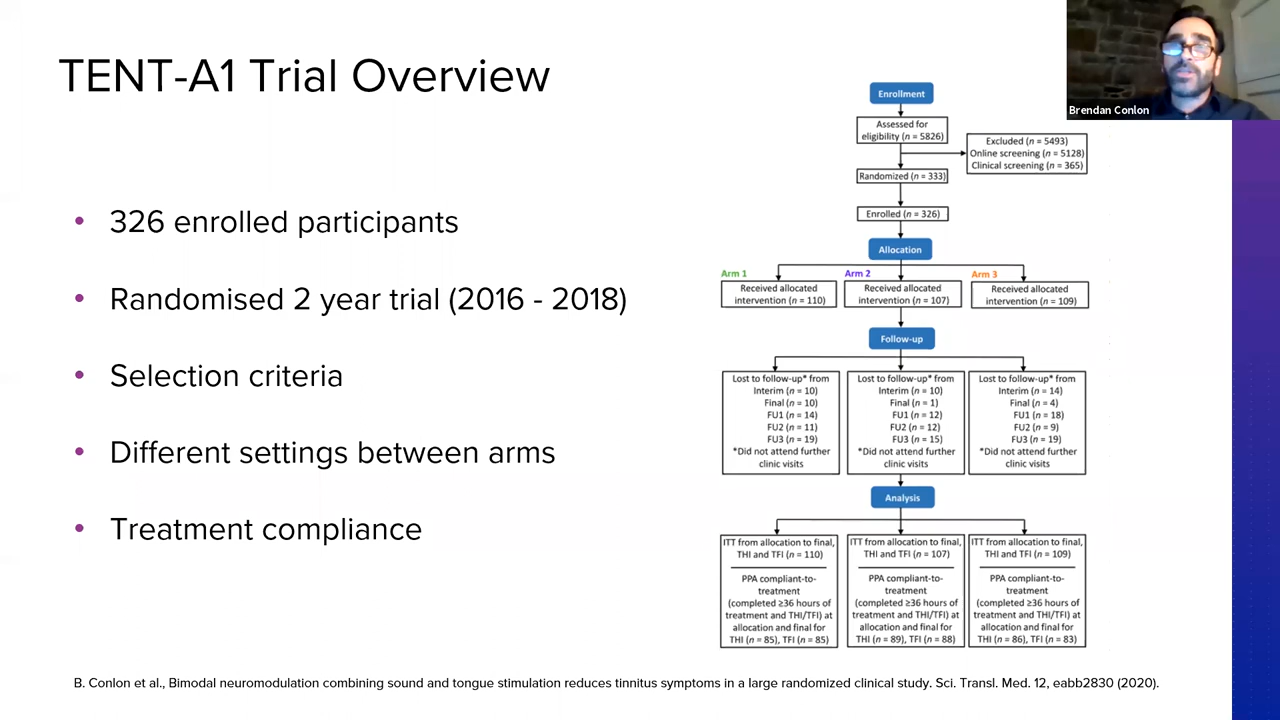 TENT-A1 Trial Overview
Brendan Conlon
• 326 enrolled participants
• Randomised 2 year trial (2016 - 2018)
• Selection criteria
• Different settings between arms
• Treatment compliance
Enrollment
Assessed for
eligibility (n = 5826)
Excluded (n = 5493)
Online screening (n = 5128)
Clinical screening (n = 365)
Randomized (n = 333)
Enrolled (n = 326)
Allocation
Arm 1
Received allocated
intervention (n = 110)
Arm 2
Received allocated
intervention (n = 107)
Arm 3
Received allocated
intervention (n = 109)
Follow-up
Lost to follow-up* from
Interim (n = 10)
Final (n = 10)
FU1 (n = 14)
FU2 (n = 11)
FU3 (n = 19)
*Did not attend further
clinic visits
Lost to follow-up* from
Interim (n = 10)
Final (n = 1)
FU1 (n = 12)
FU2 (n = 12)
FU3 (n = 15)
*Did not attend further
clinic visits
Lost to follow-up* from
Interim (n = 14)
Final (n = 4)
FU1 (n = 18)
FU2 (n = 9)
FU3 (n = 19)
*Did not attend further
clinic visits
Analysis
ITT from allocation to final,
THI and TFI (n = 110)
PPA compliant-to-
treatment
(completed ≥36 hours of
treatment and THI/TFI) at
allocation and final for
THI (n = 85), TFI (n = 85)
ITT from allocation to final,
THI and TFI (n = 107)
PPA compliant-to-
treatment
(completed ≥36 hours of
treatment and THI/TFI) at
allocation and final for
THI (n = 89), TFI (n = 88)
ITT from allocation to final,
THI and TFI (n = 109)
PPA compliant-to-
treatment
(completed ≥36 hours of
treatment and THI/TFI) at
allocation and final for
THI (n = 86), TFI (n = 83)
B. Conlon et al., Bimodal neuromodulation combining sound and tongue stimulation reduces tinnitus symptoms in a large randomized clinical study. Sci. Transl. Med. 12, eabb2830 (2020).